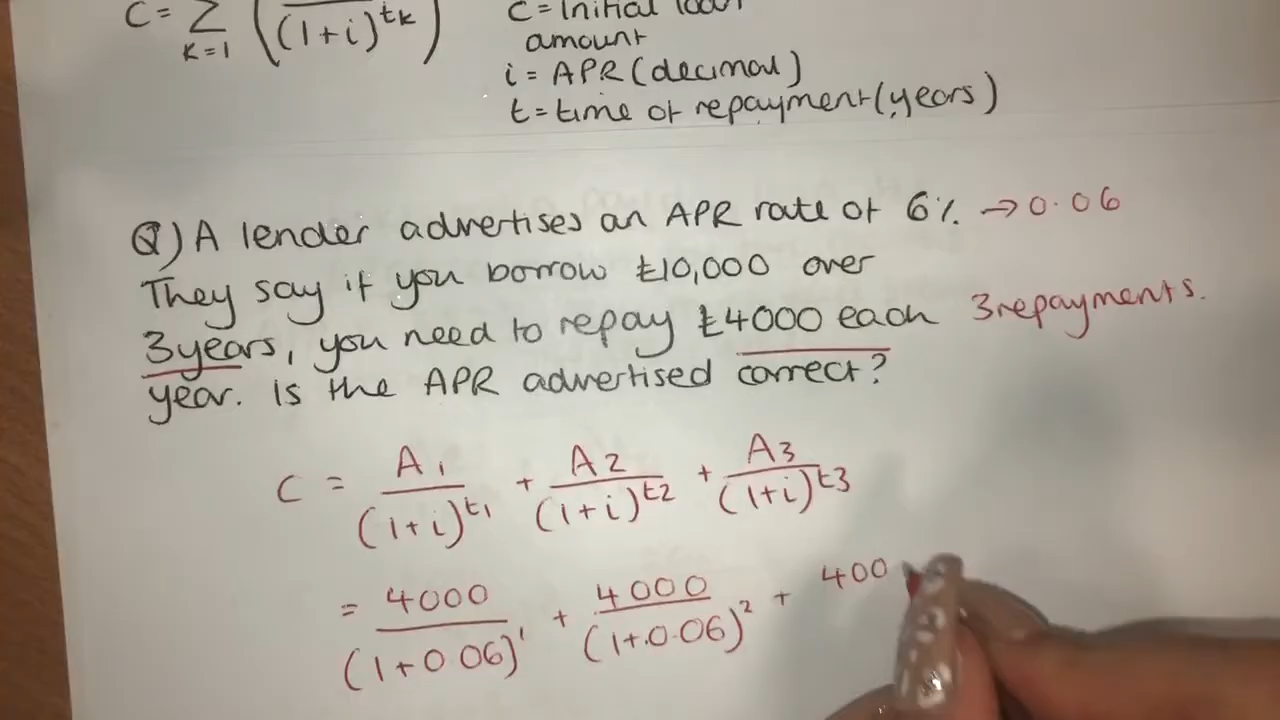 C = Σ K=1 ( (1+i)^tk )
C = Initial
amount
i = APR (decimal)
t = time of repayment (years)
Q) A lender advertises an APR rate of 6% → 0.06
They say if you borrow £10,000 over
3 years, you need to repay £4000 each 3 repayments.
year. Is the APR advertised correct?
C = A1/(1+i)^t1 + A2/(1+i)^t2 + A3/(1+i)^t3
= 4000/(1+0.06)^1 + 4000/(1+0.06)^2 + 400